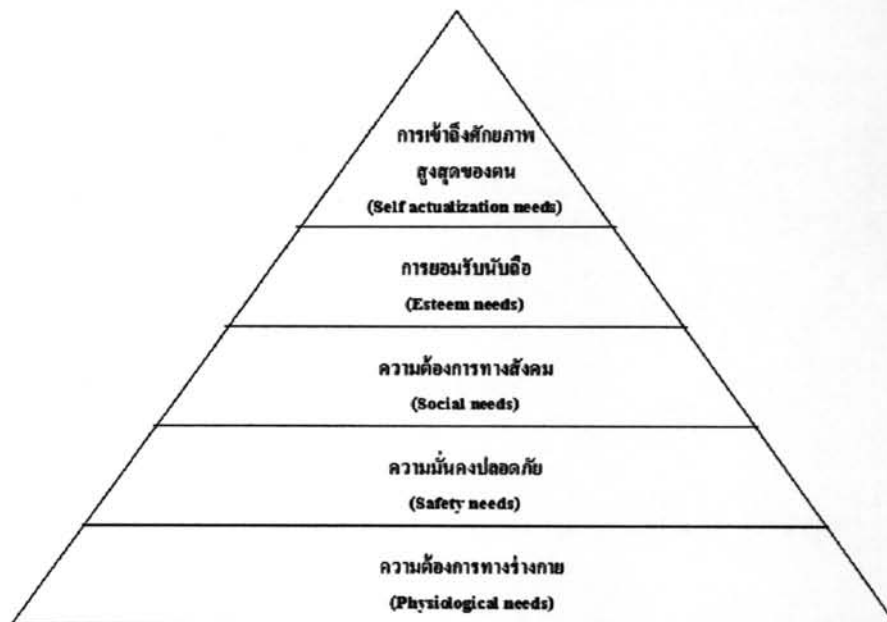 การเข้าถึงศักยภาพ
สูงสุดของตน
(Self actualization needs)
การยอมรับนับถือ
(Esteem needs)
ความต้องการทางสังคม
(Social needs)
ความมั่นคงปลอดภัย
(Safety needs)
ความต้องการทางร่างกาย
(Physiological needs)